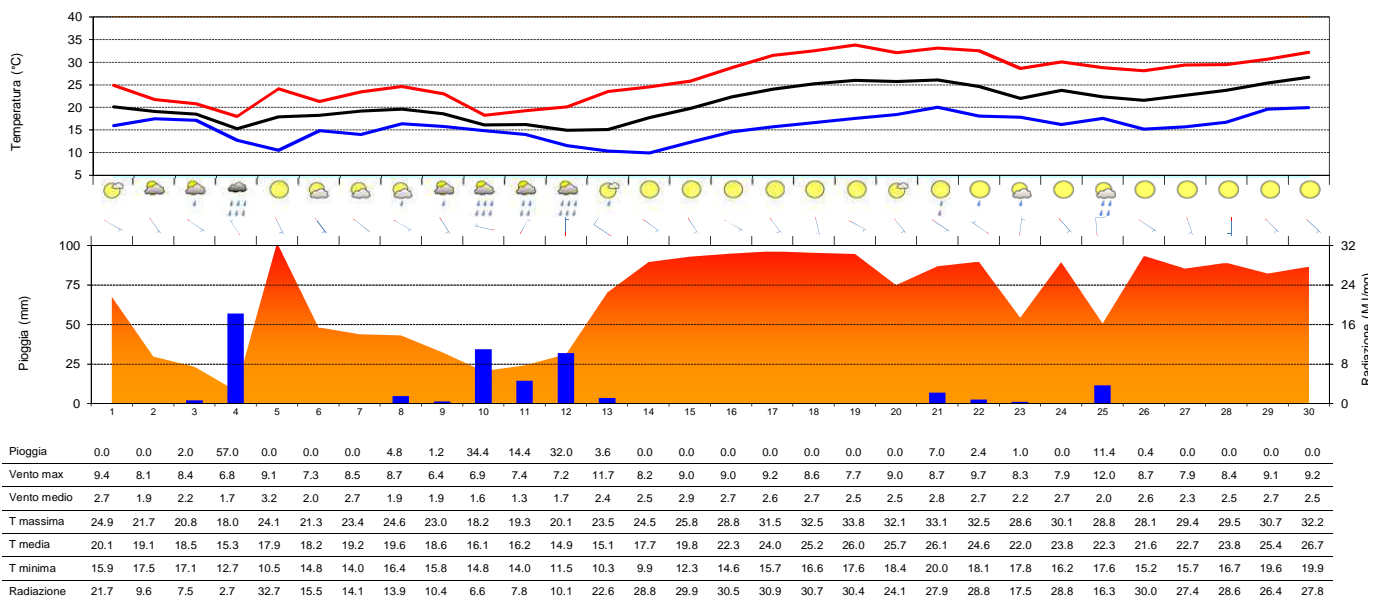 40
35
30
25
20
15
10
5
Temperatura (°C)
100
75
50
25
0
Pioggia (mm)
32
24
16
8
0
Radiazione (MJ/mq)
1 2 3 4 5 6 7 8 9 10 11 12 13 14 15 16 17 18 19 20 21 22 23 24 25 26 27 28 29 30
Pioggia 0.0 0.0 2.0 57.0 0.0 0.0 0.0 4.8 1.2 34.4 14.4 32.0 3.6 0.0 0.0 0.0 0.0 0.0 0.0 0.0 7.0 2.4 1.0 0.0 11.4 0.4 0.0 0.0 0.0 0.0
Vento max 9.4 8.1 8.4 6.8 9.1 7.3 8.5 8.7 6.4 6.9 7.4 7.2 11.7 8.2 9.0 9.0 9.2 8.6 7.7 9.0 8.7 9.7 8.3 7.9 12.0 8.7 7.9 8.4 9.1 9.2
Vento medio 2.7 1.9 2.2 1.7 3.2 2.0 2.7 1.9 1.9 1.6 1.3 1.7 2.4 2.5 2.9 2.7 2.6 2.7 2.5 2.5 2.8 2.7 2.2 2.7 2.0 2.6 2.3 2.5 2.7 2.5
T massima 24.9 21.7 20.8 18.0 24.1 21.3 23.4 24.6 23.0 18.2 19.3 20.1 23.5 24.5 25.8 28.8 31.5 32.5 33.8 32.1 33.1 32.5 28.6 30.1 28.8 28.1 29.4 29.5 30.7 32.2
T media 20.1 19.1 18.5 15.3 17.9 18.2 19.2 19.6 18.6 16.1 16.2 14.9 15.1 17.7 19.8 22.3 24.0 25.2 26.0 25.7 26.1 24.6 22.0 23.8 22.3 21.6 22.7 23.8 25.4 26.7
T minima 15.9 17.5 17.1 12.7 10.5 14.8 14.0 16.4 15.8 14.8 14.0 11.5 10.3 9.9 12.3 14.6 15.7 16.6 17.6 18.4 20.0 18.1 17.8 16.2 17.6 15.2 15.7 16.7 19.6 19.9
Radiazione 21.7 9.6 7.5 2.7 32.7 15.5 14.1 13.9 10.4 6.6 7.8 10.1 22.6 28.8 29.9 30.5 30.9 30.7 30.4 24.1 27.9 28.8 17.5 28.8 16.3 30.0 27.4 28.6 26.4 27.8